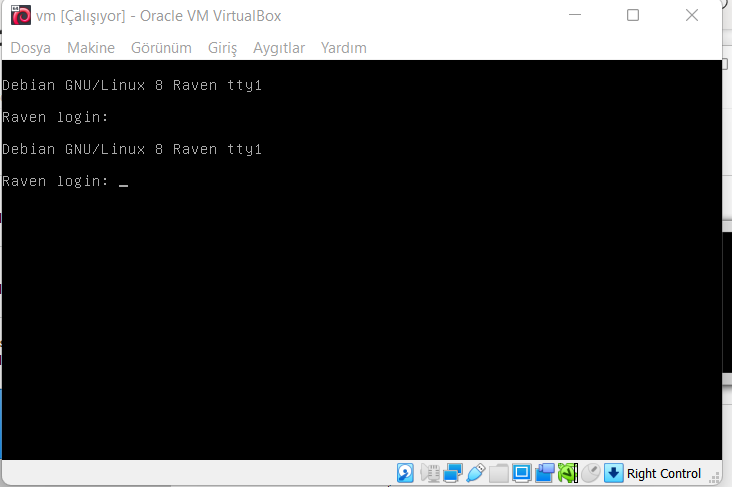 vm [Çalışıyor] - Oracle VM VirtualBox
Dosya Makine Görünüm Giriş Aygıtlar Yardım
Debian GNU/Linux 8 Raven tty1
Raven login:
Debian GNU/Linux 8 Raven tty1
Raven login: _
Right Control